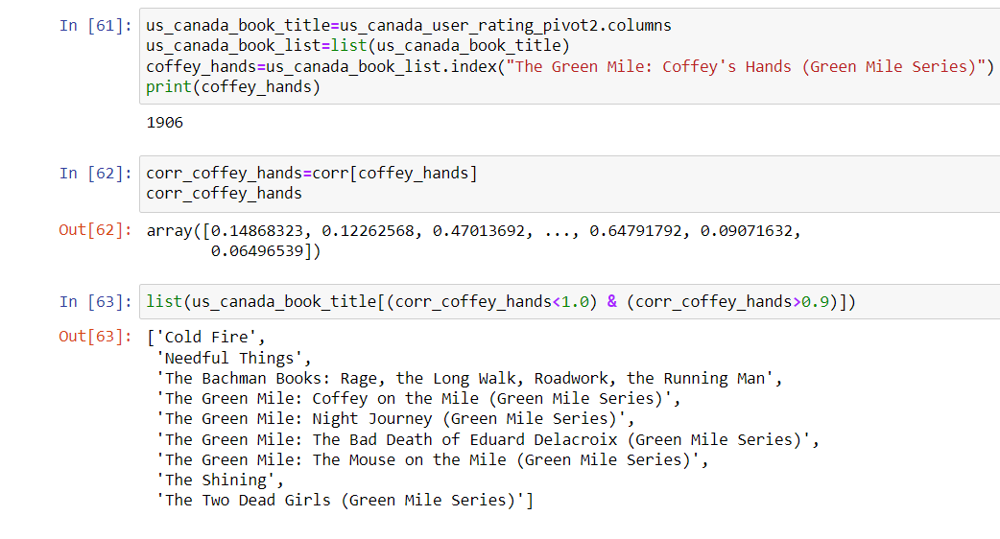 In [61]: us_canada_book_title=us_canada_user_rating_pivot2.columns
us_canada_book_list=list(us_canada_book_title)
coffey_hands=us_canada_book_list.index("The Green Mile: Coffey's Hands (Green Mile Series)")
print(coffey_hands)
1906
In [62]: corr_coffey_hands=corr[coffey_hands]
corr_coffey_hands
Out[62]: array([0.14868323, 0.12262568, 0.47013692, ..., 0.64791792, 0.09071632,
0.06496539])
In [63]: list(us_canada_book_title[(corr_coffey_hands<1.0) & (corr_coffey_hands>0.9)])
Out[63]: ['Cold Fire',
'Needful Things',
'The Bachman Books: Rage, the Long Walk, Roadwork, the Running Man',
'The Green Mile: Coffey on the Mile (Green Mile Series)',
'The Green Mile: Night Journey (Green Mile Series)',
'The Green Mile: The Bad Death of Eduard Delacroix (Green Mile Series)',
'The Green Mile: The Mouse on the Mile (Green Mile Series)',
'The Shining',
'The Two Dead Girls (Green Mile Series)']